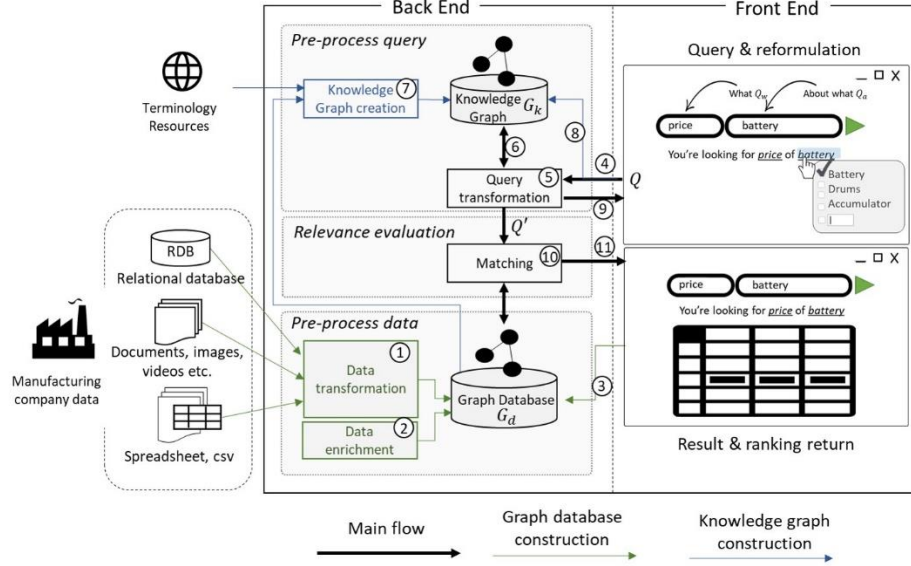 Back End
Front End
Pre-process query
Query & reformulation
Terminology
Resources
Knowledge
Graph creation
7
Knowledge
Graph
G_k
8
6
4
Q
Query
transformation
5
9
Q'
What Q_w
About what Q_a
price
battery
You're looking for price of battery
Battery
Drums
Accumulator
Relevance evaluation
Matching
10
11
RDB
Relational database
Documents, images,
videos etc.
Manufacturing
company data
Spreadsheet, csv
Pre-process data
Data
transformation
1
Data
enrichment
2
Graph Database
G_d
3
price
battery
You're looking for price of battery
Result & ranking return
Main flow
Graph database
construction
Knowledge graph
construction